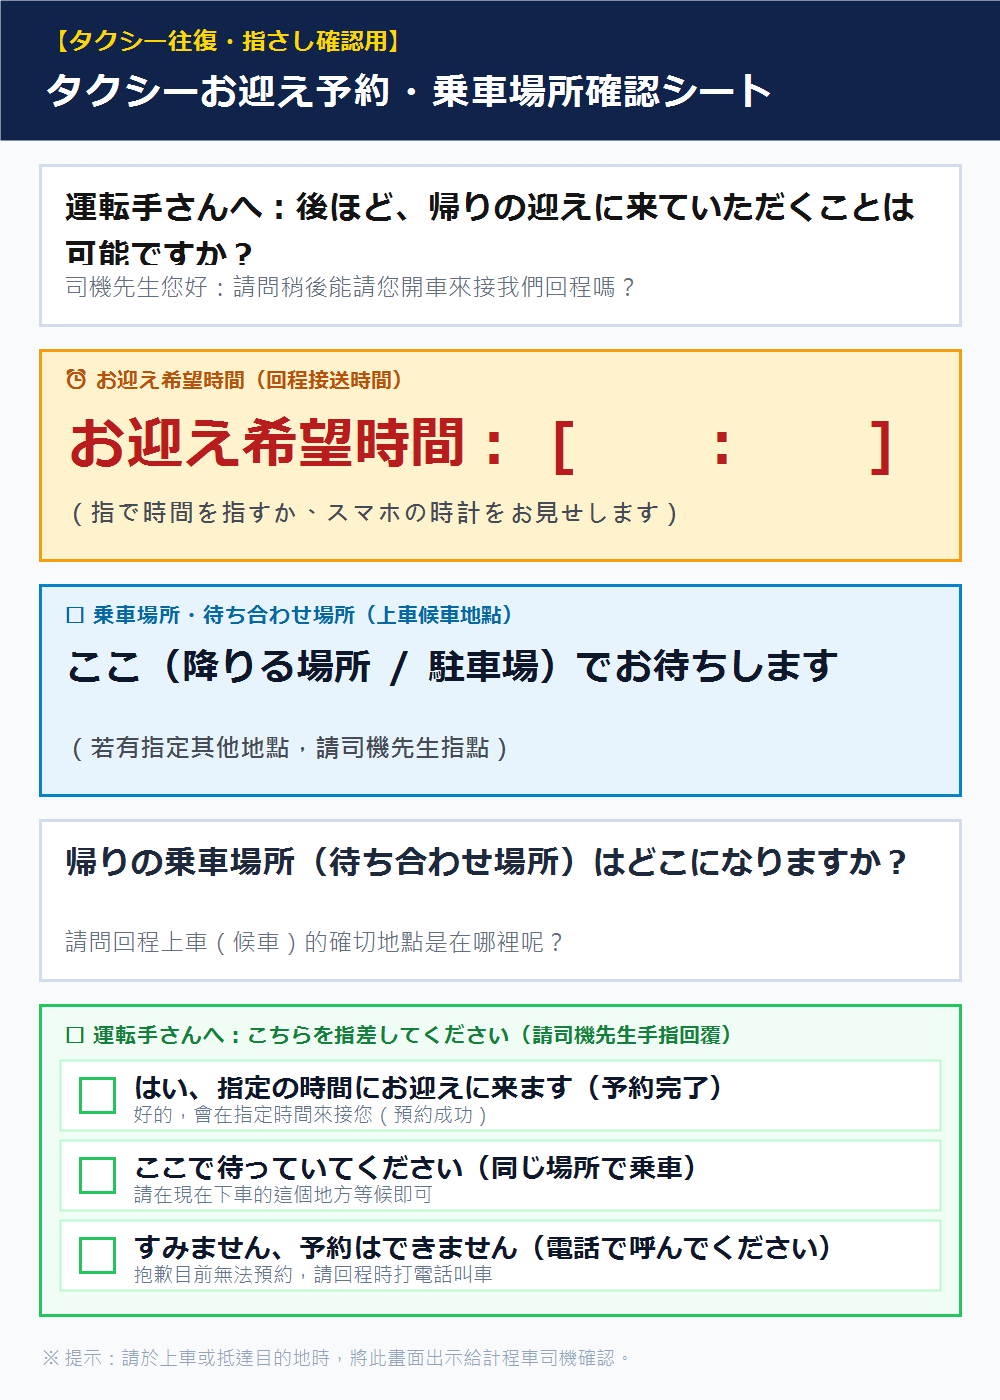 【タクシー往復・指さし確認用】
タクシーお迎え予約・乗車場所確認シート
運転手さんへ：後ほど、帰りの迎えに来ていただくことは
可能ですか？
司機先生您好：請問稍後能請您開車來接我們回程嗎？
⏰ お迎え希望時間（回程接送時間）
お迎え希望時間： [ : ]
（指で時間を指すか、スマホの時計をお見せします）
□ 乗車場所・待ち合わせ場所（上車候車地點）
ここ（降りる場所 / 駐車場）でお待ちします
（若有指定其他地點，請司機先生指點）
帰りの乗車場所（待ち合わせ場所）はどこになりますか？
請問回程上車（候車）的確切地點是在哪裡呢？
□ 運転手さんへ：こちらを指差してください（請司機先生手指回覆）
はい、指定の時間にお迎えに来ます（予約完了）
好的，會在指定時間來接您（預約成功）
ここで待っていてください（同じ場所で乗車）
請在現在下車的這個地方等候即可
すみません、予約はできません（電話で呼んでください）
抱歉目前無法預約，請回程時打電話叫車
※ 提示：請於上車或抵達目的地時，將此畫面出示給計程車司機確認。